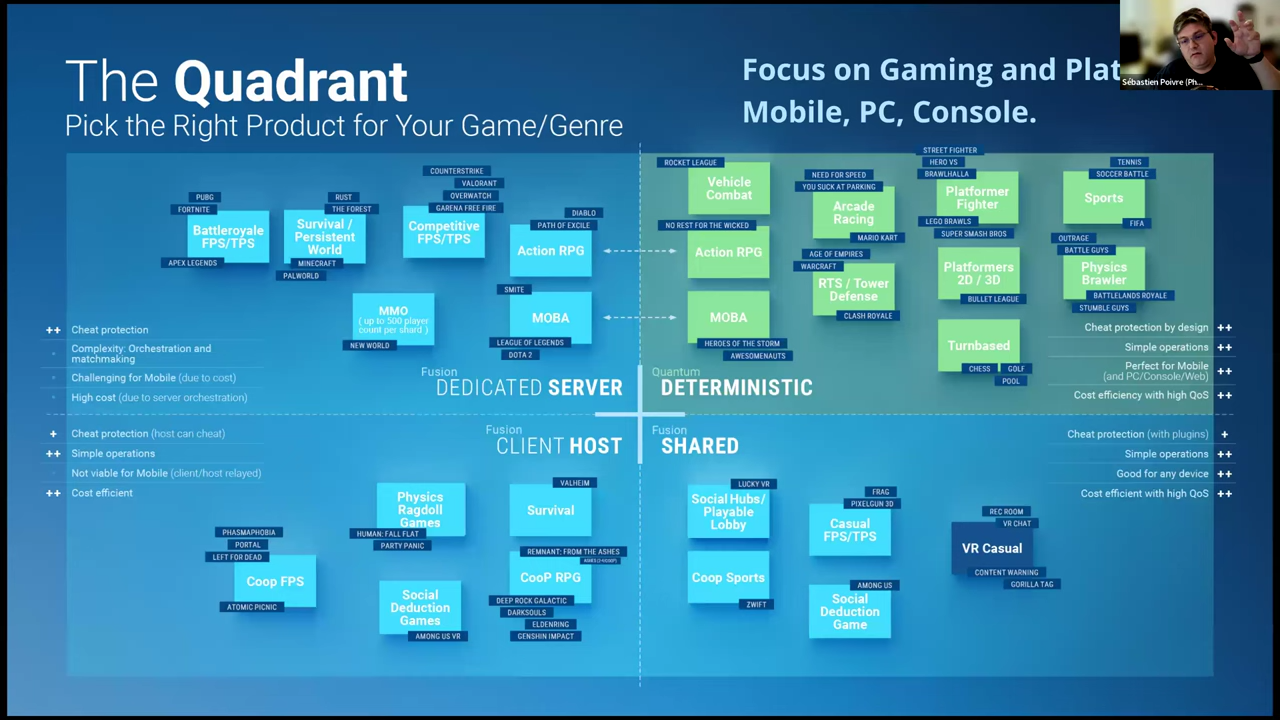 The Quadrant
Pick the Right Product for Your Game/Genre
Focus on Gaming and Plat
Mobile, PC, Console.
Sébastien Poivre (Ph...
PUBG
FORTNITE
Battleroyale
FPS/TPS
APEX LEGENDS
RUST
THE FOREST
Survival /
Persistent
World
MINECRAFT
PALWORLD
COUNTERSTRIKE
VALORANT
OVERWATCH
GARENA FREE FIRE
Competitive
FPS/TPS
DIABLO
PATH OF EXCILE
Action RPG
MMO
( up to 500 player
count per shard )
NEW WORLD
SMITE
MOBA
LEAGUE OF LEGENDS
DOTA 2
++ Cheat protection
Complexity: Orchestration and
matchmaking
Challenging for Mobile (due to cost)
High cost (due to server orchestration)
Fusion
DEDICATED SERVER
ROCKET LEAGUE
Vehicle
Combat
NO REST FOR THE WICKED
Action RPG
MOBA
HEROES OF THE STORM
AWESOMENAUTS
NEED FOR SPEED
YOU SUCK AT PARKING
Arcade
Racing
MARIO KART
AGE OF EMPIRES
WARCRAFT
RTS / Tower
Defense
CLASH ROYALE
STREET FIGHTER
HERO VS
BRAWLHALLA
Platformer
Fighter
LEGO BRAWLS
SUPER SMASH BROS
Platformers
2D / 3D
BULLET LEAGUE
Turnbased
CHESS
GOLF
POOL
TENNIS
SOCCER BATTLE
Sports
FIFA
OUTRAGE
BATTLE GUYS
Physics
Brawler
BATTLELANDS ROYALE
STUMBLE GUYS
Cheat protection by design ++
Simple operations ++
Perfect for Mobile ++
(and PC/Console/Web)
Cost efficiency with high QoS ++
Quantum
DETERMINISTIC
+ Cheat protection (host can cheat)
++ Simple operations
Not viable for Mobile (client/host relayed)
++ Cost efficient
Fusion
CLIENT HOST
PHASMAPHOBIA
PORTAL
LEFT FOR DEAD
Coop FPS
ATOMIC PICNIC
Physics
Ragdoll
Games
HUMAN: FALL FLAT
PARTY PANIC
Social
Deduction
Games
AMONG US VR
VALHEIM
Survival
REMNANT: FROM THE ASHES
CooP RPG
DEEP ROCK GALACTIC
DARKSOULS
ELDENRING
GENSHIN IMPACT
Fusion
SHARED
Cheat protection (with plugins) +
Simple operations ++
Good for any device ++
Cost efficient with high QoS ++
LUCKY VR
Social Hubs/
Playable
Lobby
Coop Sports
ZWIFT
FRAG
PIXELGUN 3D
Casual
FPS/TPS
AMONG US
Social
Deduction
Game
REC ROOM
VR CHAT
VR Casual
CONTENT WARNING
GORILLA TAG